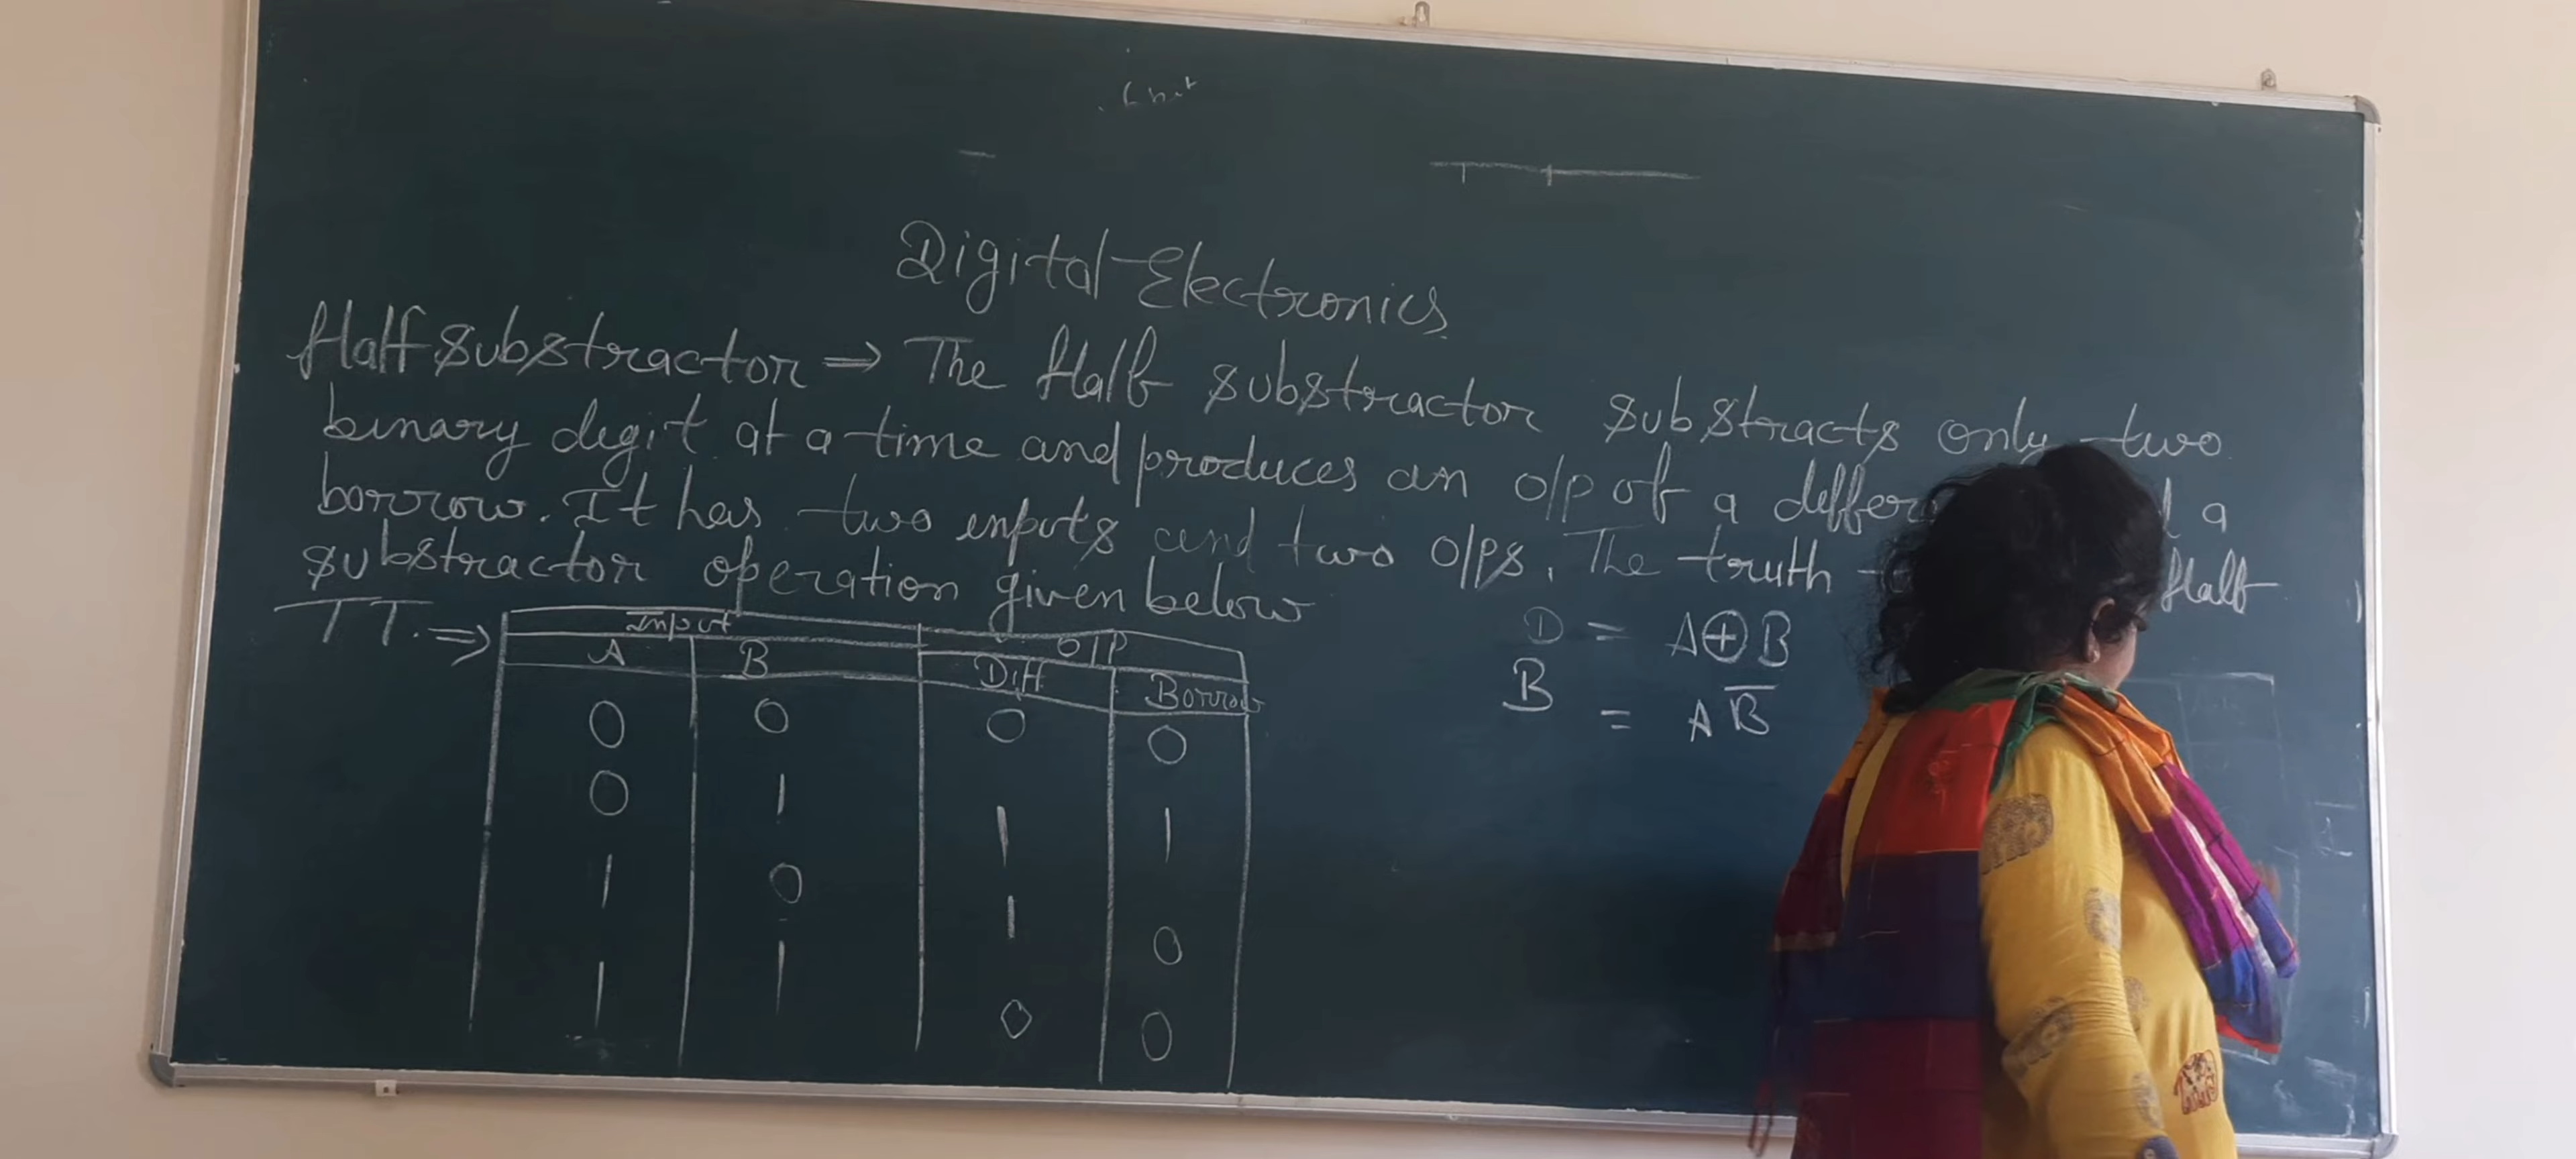 Digital Electronics
Half substractor ⇒ The Half substractor substracts only two
binary digit at a time and produces an o/p of a differ a
borrow. It has two inputs and two o/ps. The truth Half
substractor operation given below
T T. ⇒
Input O/P
A B Diff Borrow
0 0 0 0
0 1 1 1
1 0 1 0
1 1 0 0
D = A⊕B
B = A B̅